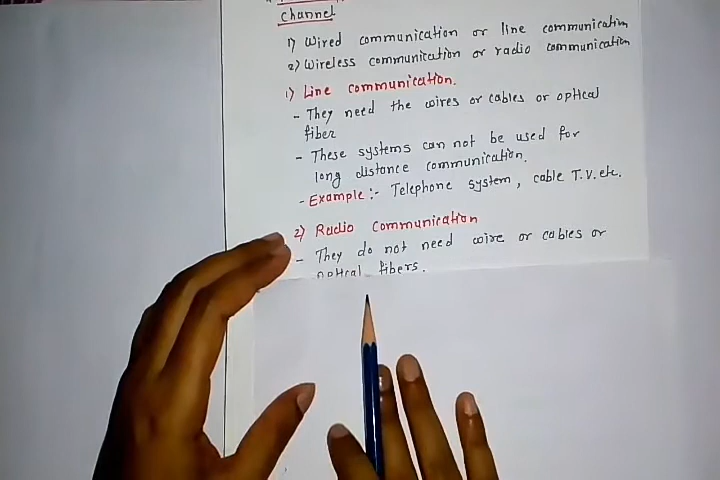 channel
1) Wired communication or line communication
2) Wireless communication or radio communication
1) Line communication.
- They need the wires or cables or optical
fiber
- These systems can not be used for
long distance communication.
- Example :- Telephone system, cable T.V. etc.
2) Radio Communication
- They do not need wire or cables or
optical fibers.